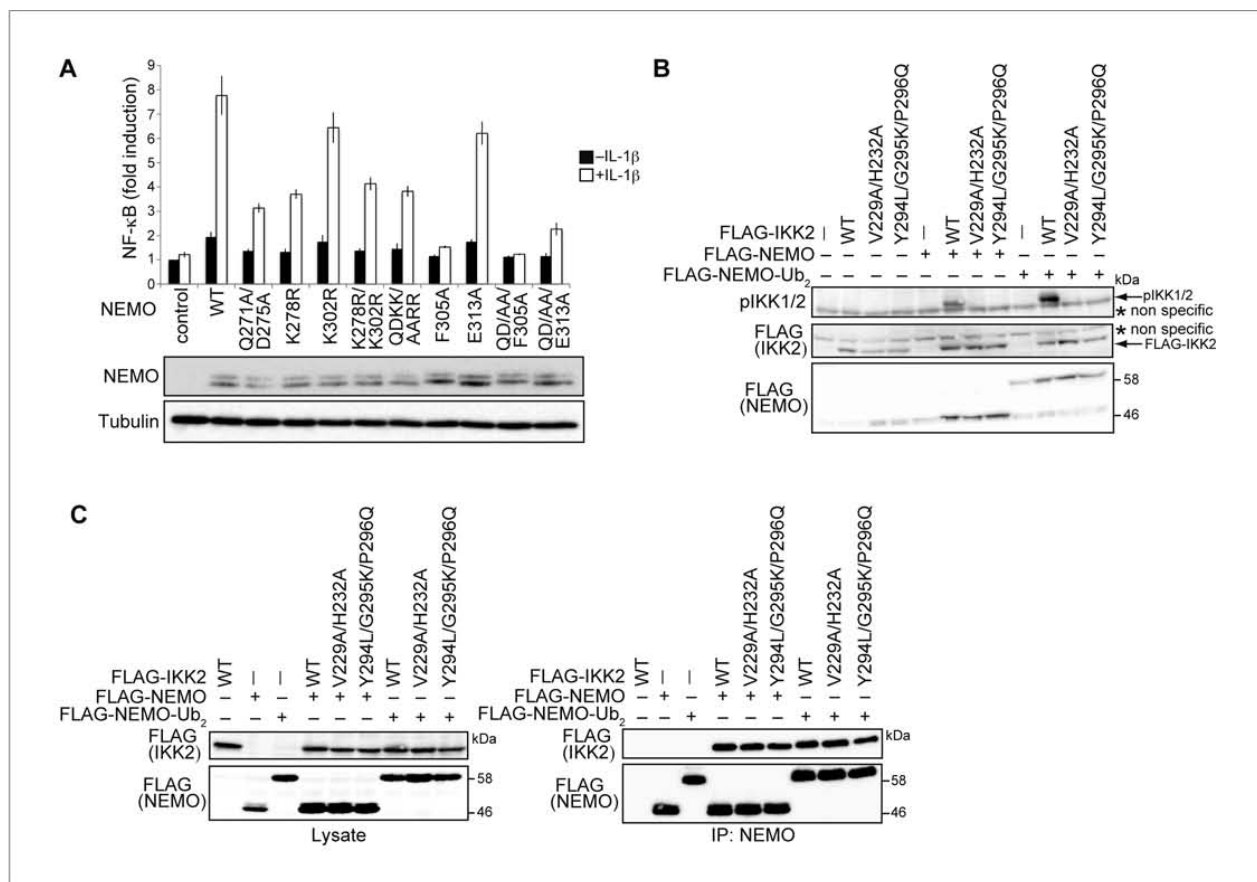 A
9
8
7
6
5
4
3
2
1
0
NF-κB (fold induction)
–IL-1β
+IL-1β
NEMO
control
WT
Q271A/
D275A
K278R
K302R
K278R/
K302R
QDKK/
AARR
F305A
E313A
QD/AA/
F305A
QD/AA/
E313A
NEMO
Tubulin
B
WT
V229A/H232A
Y294L/G295K/P296Q
WT
V229A/H232A
Y294L/G295K/P296Q
WT
V229A/H232A
Y294L/G295K/P296Q
FLAG-IKK2 – –  –
FLAG-NEMO – – – – + + + + – – – –
FLAG-NEMO-Ub2 – – – – – – – – + + + +
kDa
pIKK1/2
pIKK1/2
* non specific
FLAG
(IKK2)
* non specific
FLAG-IKK2
FLAG
(NEMO)
58
46
C
WT
–
–
WT
V229A/H232A
Y294L/G295K/P296Q
WT
V229A/H232A
Y294L/G295K/P296Q
FLAG-IKK2
FLAG-NEMO – + – + + + – – –
FLAG-NEMO-Ub2 – – + – – – + + +
FLAG
(IKK2)
kDa
FLAG
(NEMO)
58
46
Lysate
WT
–
–
WT
V229A/H232A
Y294L/G295K/P296Q
WT
V229A/H232A
Y294L/G295K/P296Q
FLAG-IKK2
FLAG-NEMO – + – + + + – – –
FLAG-NEMO-Ub2 – – + – – – + + +
FLAG
(IKK2)
kDa
FLAG
(NEMO)
58
46
IP: NEMO